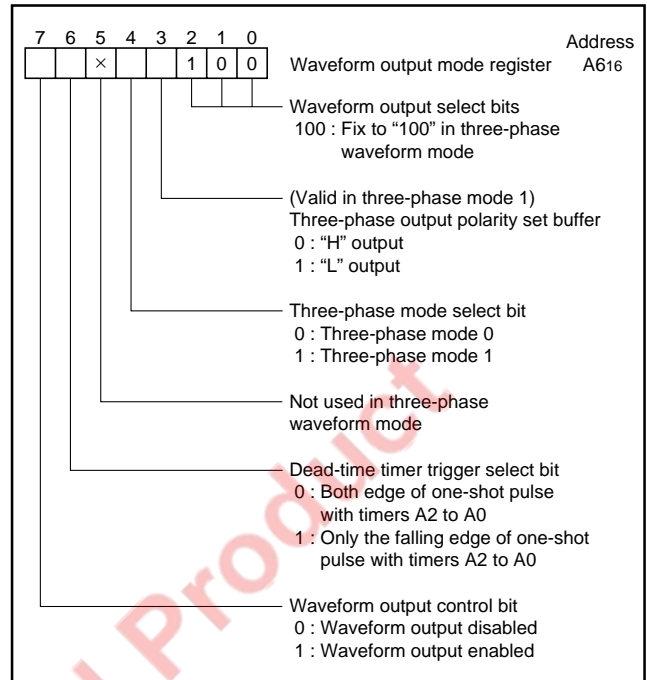 7 6 5 4 3 2 1 0
Address
× 1 0 0 Waveform output mode register A616
Waveform output select bits
100 : Fix to “100” in three-phase
waveform mode
(Valid in three-phase mode 1)
Three-phase output polarity set buffer
0 : “H” output
1 : “L” output
Three-phase mode select bit
0 : Three-phase mode 0
1 : Three-phase mode 1
Not used in three-phase
waveform mode
Dead-time timer trigger select bit
0 : Both edge of one-shot pulse
with timers A2 to A0
1 : Only the falling edge of one-shot
pulse with timers A2 to A0
Waveform output control bit
0 : Waveform output disabled
1 : Waveform output enabled
Product